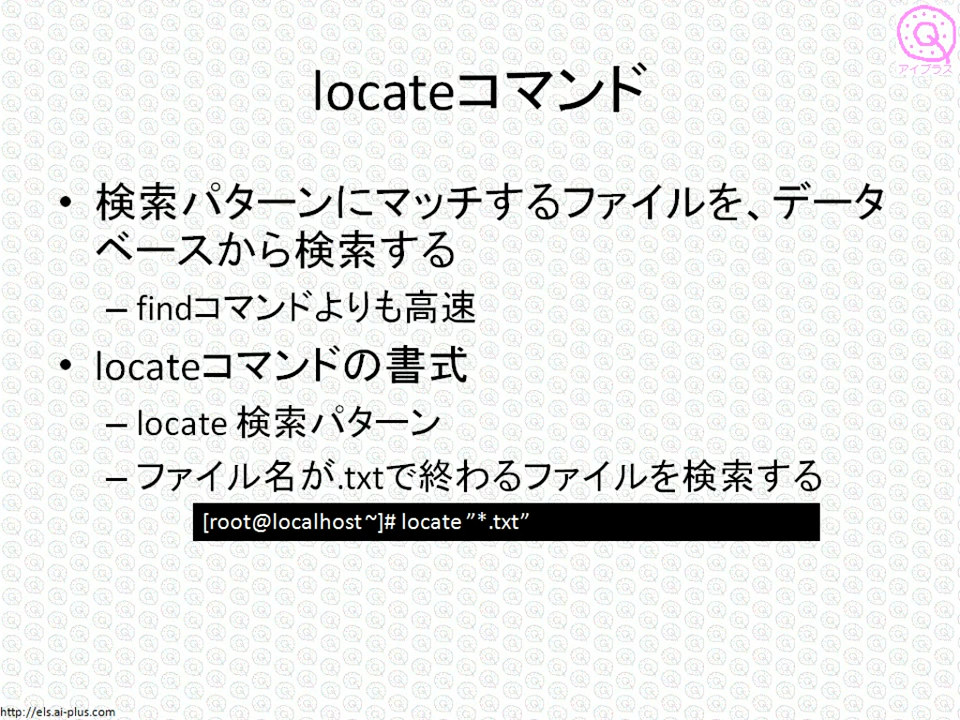 Q
アイプラス
locateコマンド
• 検索パターンにマッチするファイルを、データ
ベースから検索する
– findコマンドよりも高速
• locateコマンドの書式
– locate 検索パターン
– ファイル名が.txtで終わるファイルを検索する
[root@localhost ~]# locate ”*.txt”
http://els.ai-plus.com